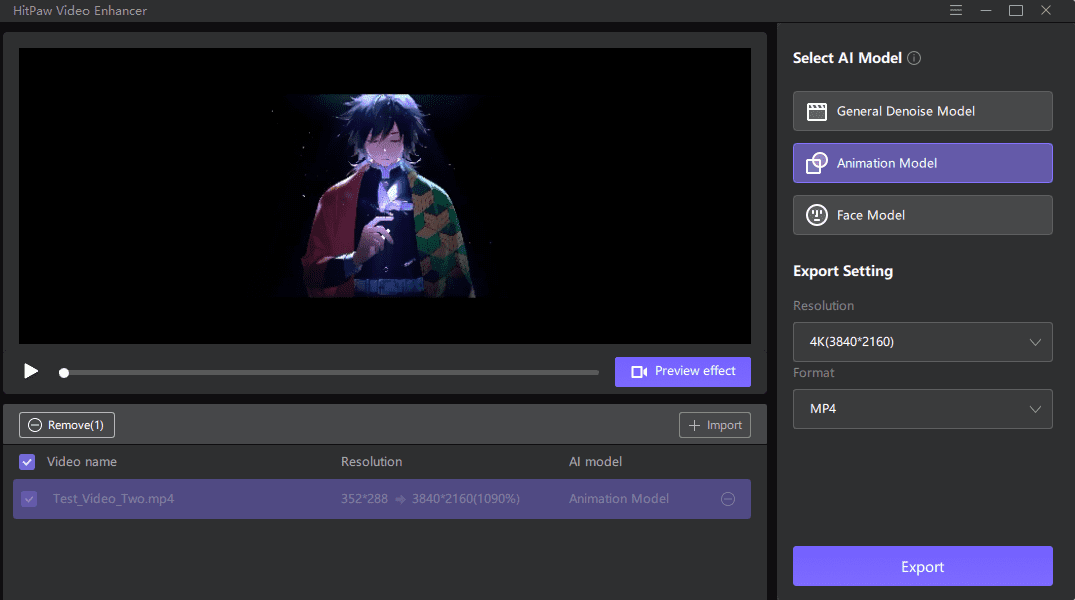 HitPaw Video Enhancer
Select AI Model
General Denoise Model
Animation Model
Face Model
Export Setting
Resolution
4K(3840*2160)
Format
MP4
Export
Preview effect
Remove(1)
Import
Video name Resolution AI model
Test_Video_Two.mp4 352*288 3840*2160(1090%) Animation Model